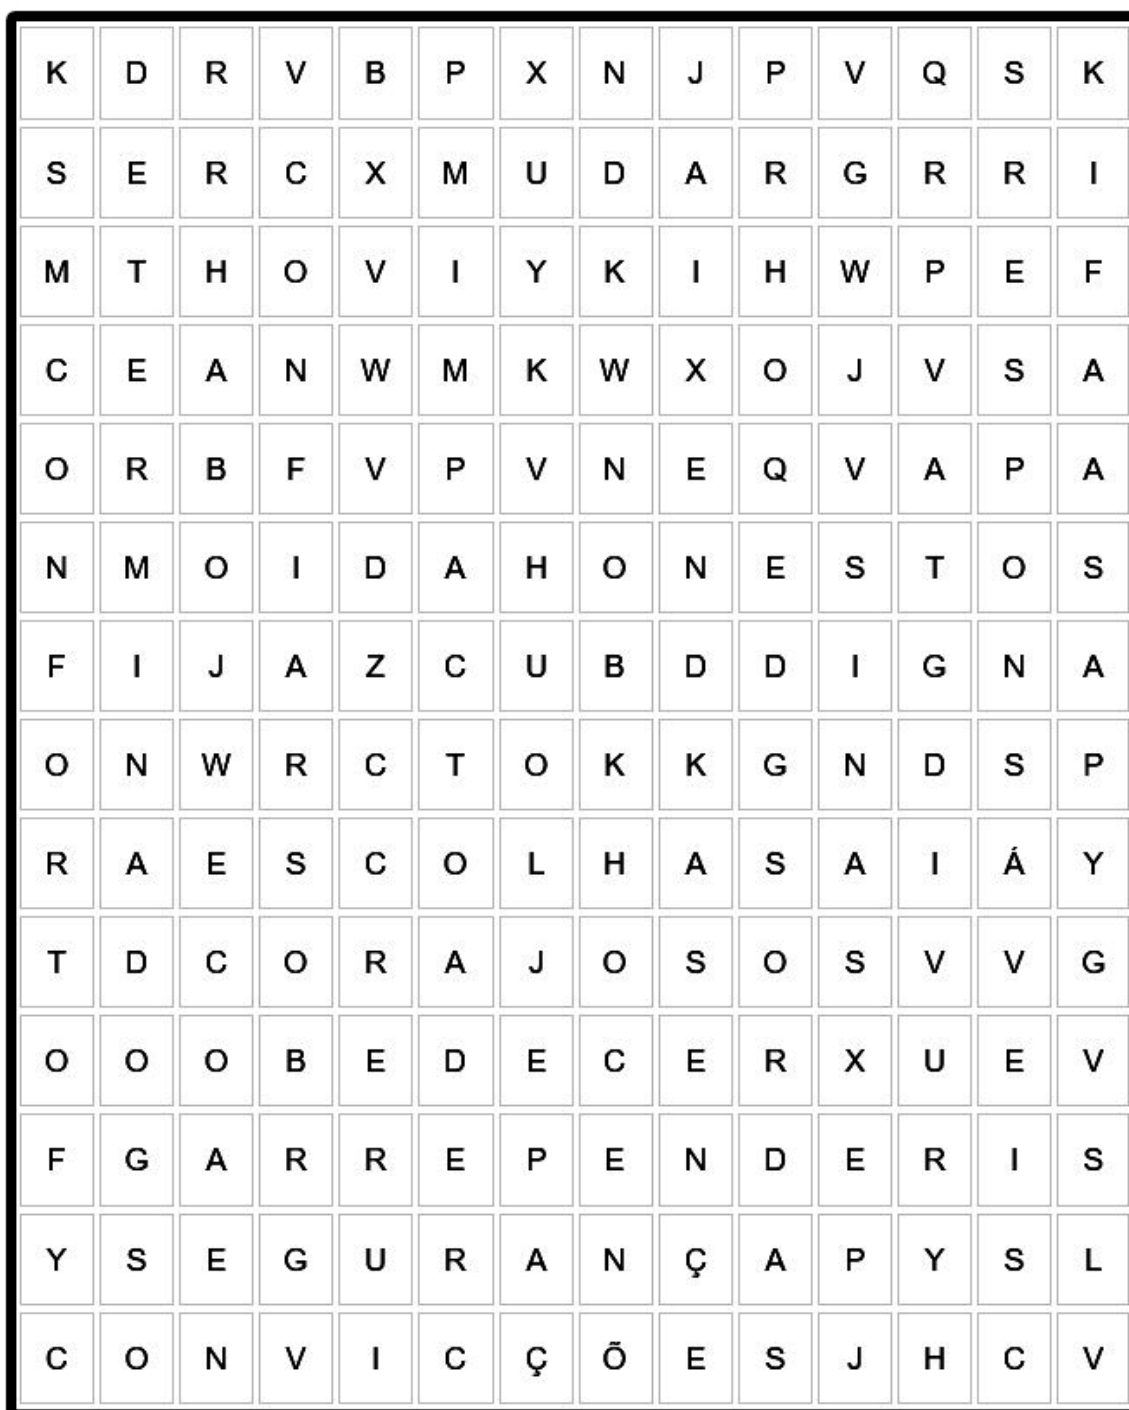 K D R V B P X N J P V Q S K
S E R C X M U D A R G R R I
M T H O V I Y K I H W P E F
C E A N W M K W X O J V S A
O R B F V P V N E Q V A P A
N M O I D A H O N E S T O S
F I J A Z C U B D D I G N A
O N W R C T O K K G N D S P
R A E S C O L H A S A I Á Y
T D C O R A J O S O S V V G
O O O B E D E C E R X U E V
F G A R R E P E N D E R I S
Y S E G U R A N Ç A P Y S L
C O N V I C Ç Õ E S J H C V